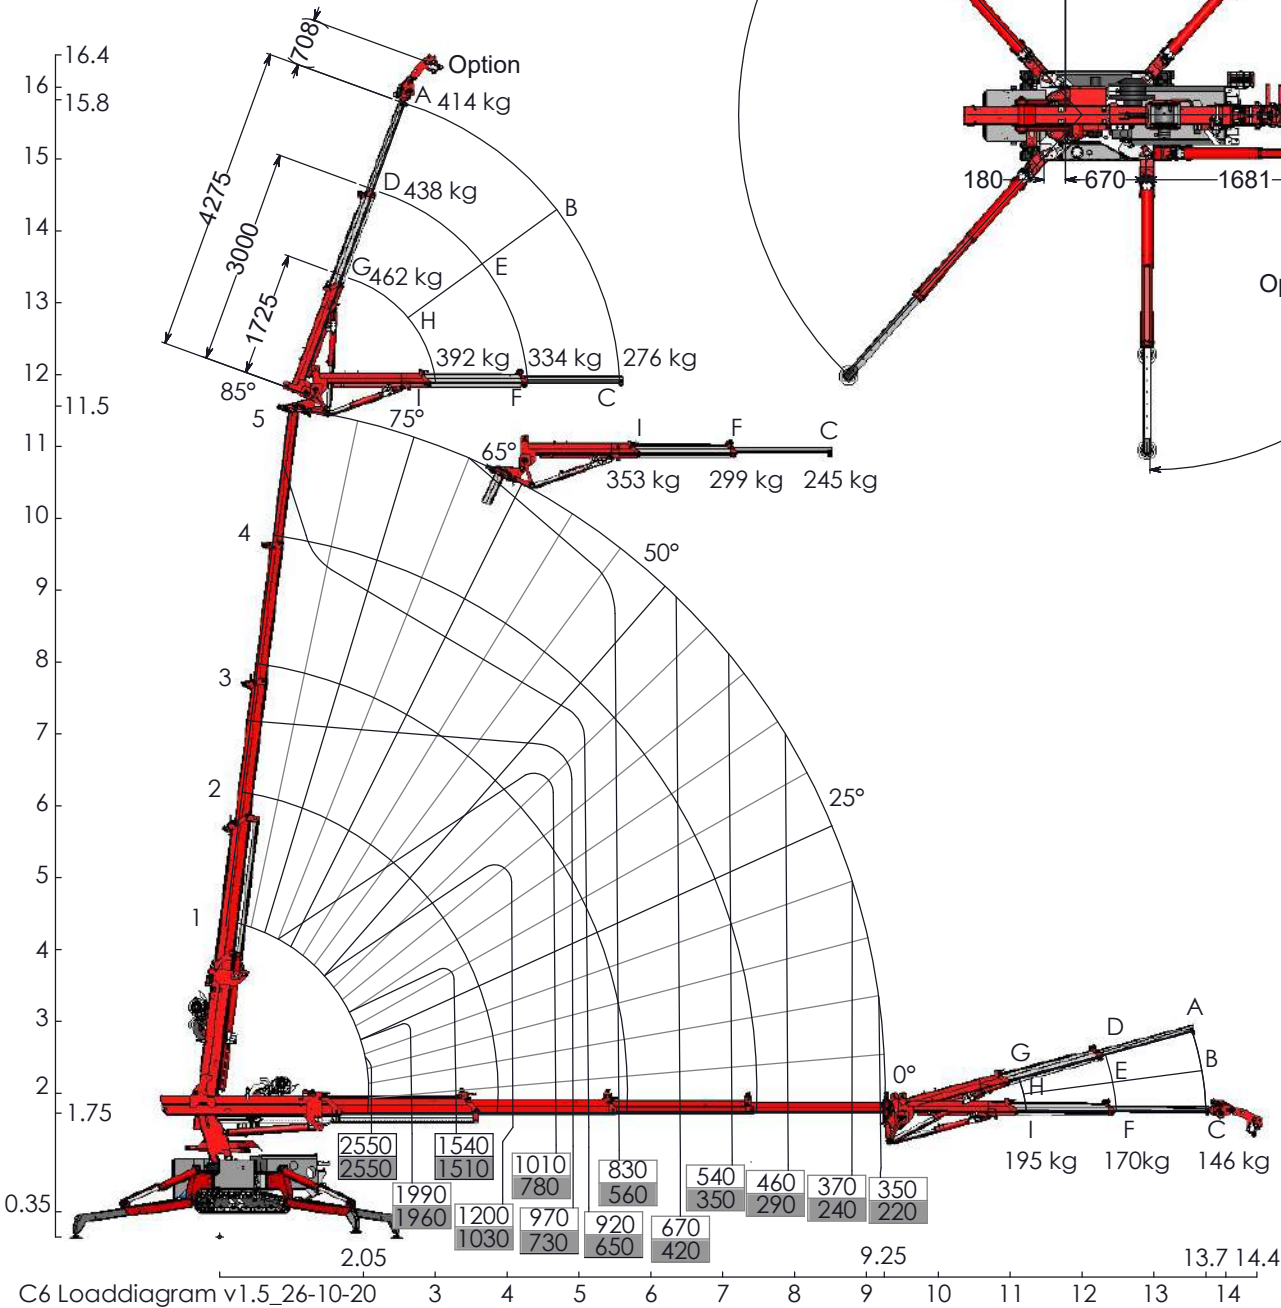 16.4
16
15.8
15
14
13
12
11.5
11
10
9
8
7
6
5
4
3
2
1.75
0.35
708
4275
3000
1725
Option
A 414 kg
D 438 kg
G 462 kg
B
E
H
392 kg 334 kg 276 kg
I F C
85°
75°
65°
50°
25°
0°
5
4
3
2
1
I F C
353 kg 299 kg 245 kg
180 670 1681
Op
A
D
G
B
E
H
I F C
195 kg 170kg 146 kg
2550
2550
1990
1960
1540
1510
1200
1030
1010
780
970
730
920
650
830
560
670
420
540
350
460
290
370
240
350
220
2.05 9.25 13.7 14.4
3 4 5 6 7 8 9 10 11 12 13 14
C6 Loaddiagram v1.5_26-10-20